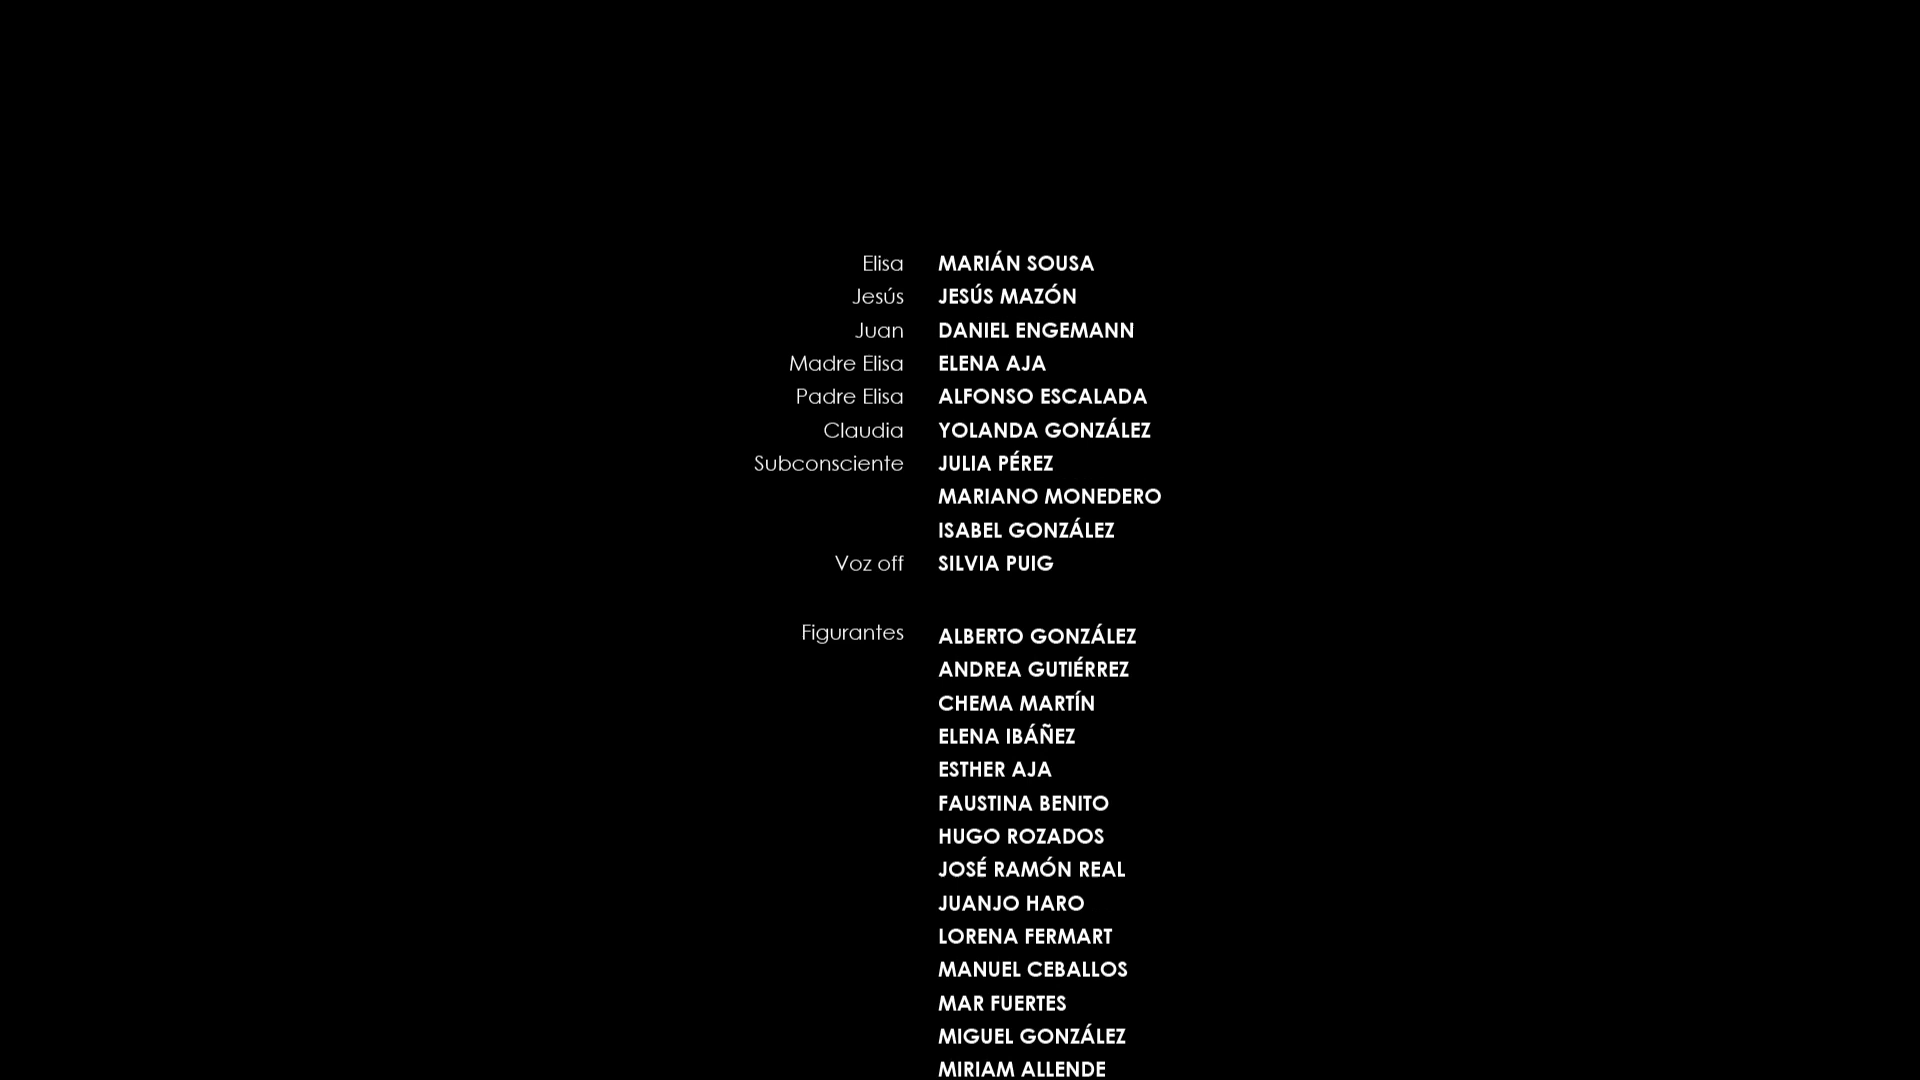 Elisa MARIÁN SOUSA
Jesús JESÚS MAZÓN
Juan DANIEL ENGEMANN
Madre Elisa ELENA AJA
Padre Elisa ALFONSO ESCALADA
Claudia YOLANDA GONZÁLEZ
Subconsciente JULIA PÉREZ
MARIANO MONEDERO
ISABEL GONZÁLEZ
Voz off SILVIA PUIG
Figurantes ALBERTO GONZÁLEZ
ANDREA GUTIÉRREZ
CHEMA MARTÍN
ELENA IBÁÑEZ
ESTHER AJA
FAUSTINA BENITO
HUGO ROZADOS
JOSÉ RAMÓN REAL
JUANJO HARO
LORENA FERMART
MANUEL CEBALLOS
MAR FUERTES
MIGUEL GONZÁLEZ
MIRIAM ALLENDE